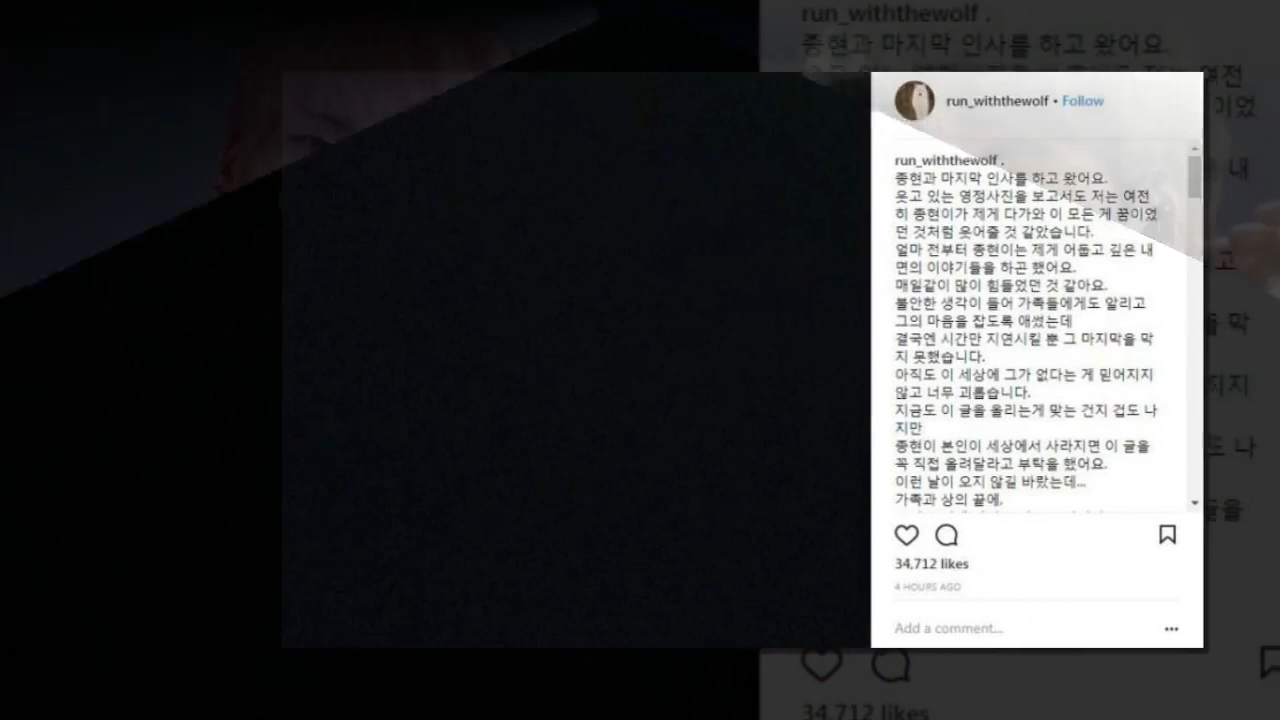 run_withthewolf .
종현과 마지막 인사를 하고 왔어요.
여전
이었
내
고
막
지지
도 나
들을
34,712 likes
run_withthewolf • Follow
run_withthewolf .
종현과 마지막 인사를 하고 왔어요.
웃고 있는 영정사진을 보고서도 저는 여전
히 종현이가 제게 다가와 이 모든 게 꿈이었
던 것처럼 웃어줄 것 같았습니다.
얼마 전부터 종현이는 제게 어둡고 깊은 내
면의 이야기들을 하곤 했어요.
매일같이 많이 힘들었던 것 같아요.
불안한 생각이 들어 가족들에게도 알리고
그의 마음을 잡도록 애썼는데
결국엔 시간만 지연시킬 뿐 그 마지막을 막
지 못했습니다.
아직도 이 세상에 그가 없다는 게 믿어지지
않고 너무 괴롭습니다.
지금도 이 글을 올리는게 맞는 건지 겁도 나
지만
종현이 본인이 세상에서 사라지면 이 글을
꼭 직접 올려달라고 부탁을 했어요.
이런 날이 오지 않길 바랐는데...
가족과 상의 끝에,
34,712 likes
4 HOURS AGO
Add a comment...